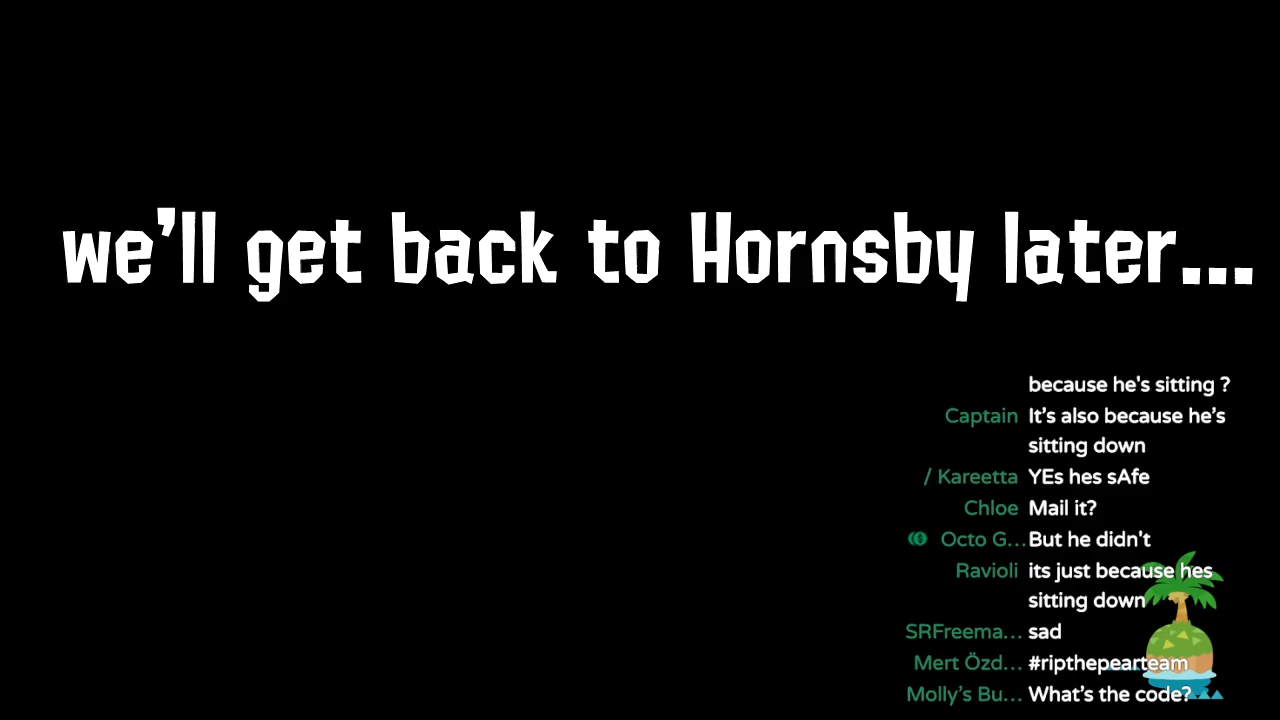 we'll get back to Hornsby later...
because he's sitting ?
Captain It's also because he's
sitting down
/ Kareetta YEs hes sAfe
Chloe Mail it?
Octo G... But he didn't
Ravioli its just because hes
sitting down
SRFreema... sad
Mert Özd... #ripthepearteam
Molly's Bu... What's the code?